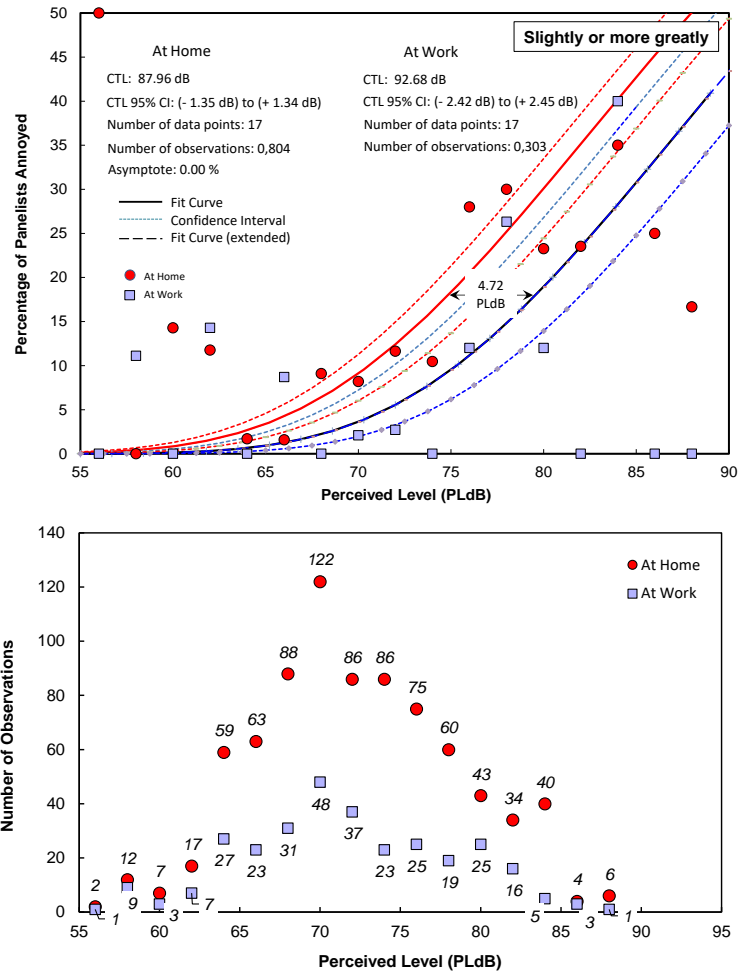 Slightly or more greatly
At Home
CTL: 87.96 dB
CTL 95% CI: (- 1.35 dB) to (+ 1.34 dB)
Number of data points: 17
Number of observations: 0,804
Asymptote: 0.00 %
At Work
CTL: 92.68 dB
CTL 95% CI: (- 2.42 dB) to (+ 2.45 dB)
Number of data points: 17
Number of observations: 0,303
Fit Curve
Confidence Interval
Fit Curve (extended)
At Home
At Work
4.72
PLdB
Percentage of Panelists Annoyed
50
45
40
35
30
25
20
15
10
5
0
55 60 65 70 75 80 85 90
Perceived Level (PLdB)
Number of Observations
140
120
100
80
60
40
20
0
At Home
At Work
2 12 7 17 59 63 88 122 86 86 75 60 43 34 40 4 6
1 9 3 7 27 23 31 48 37 23 25 19 25 16 5 3 1
55 60 65 70 75 80 85 90 95
Perceived Level (PLdB)